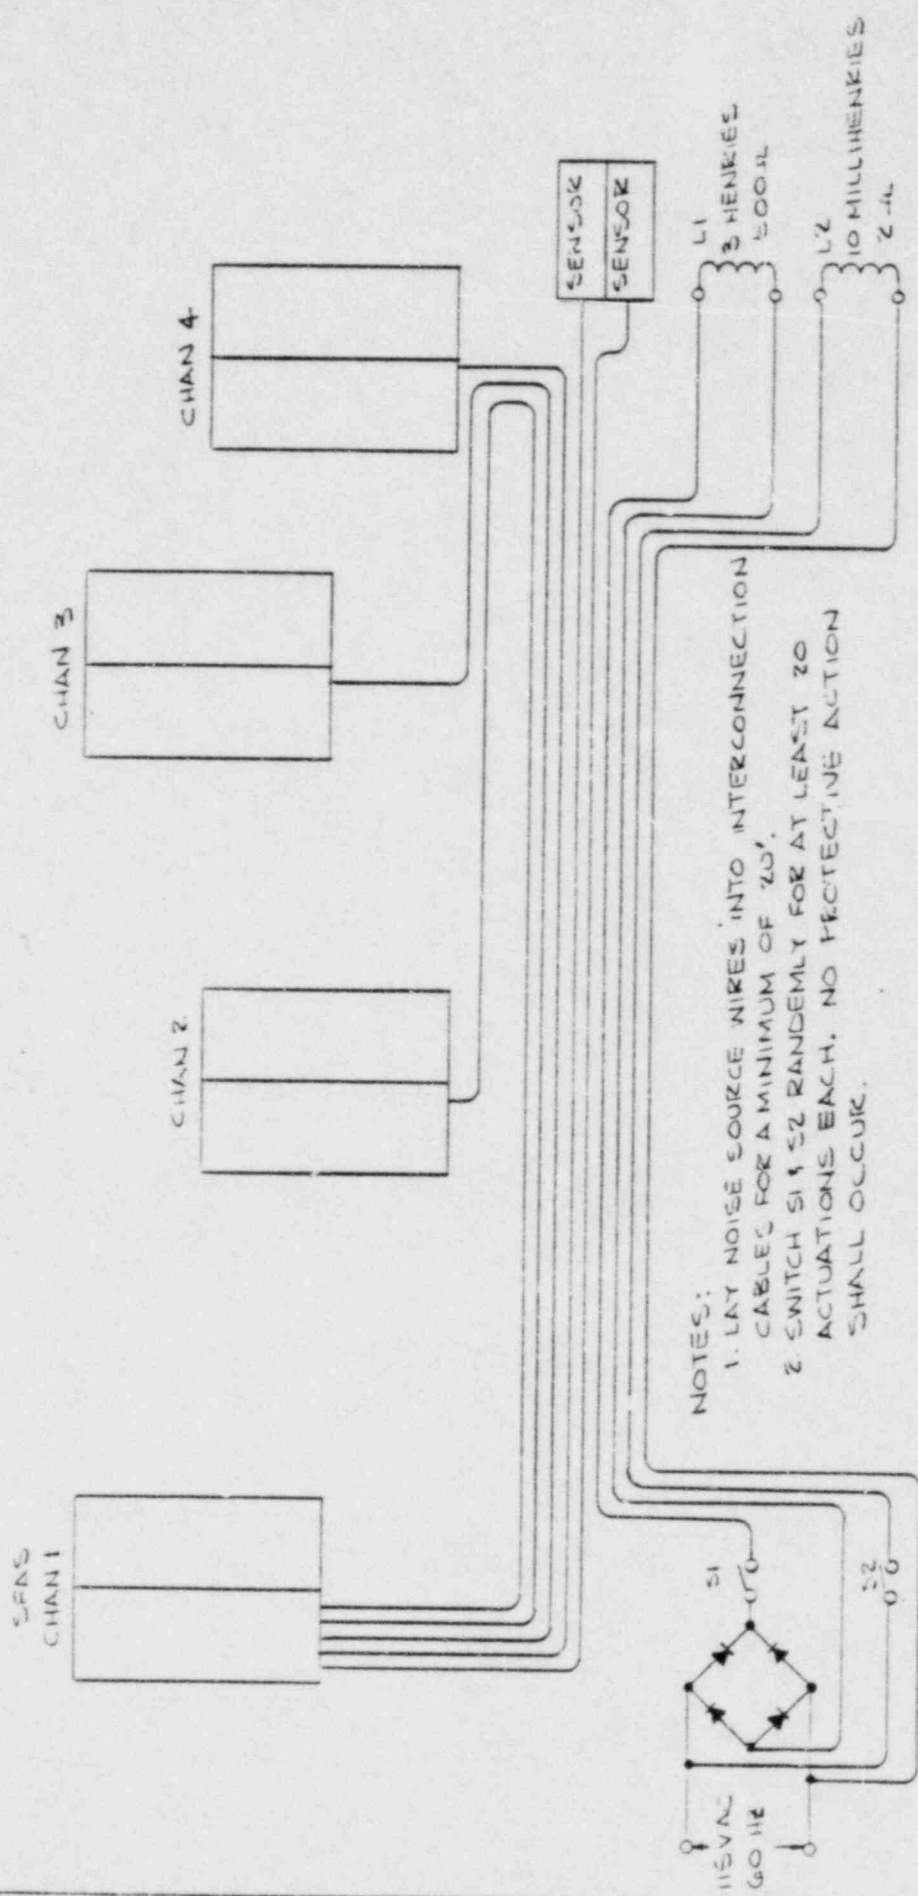 SFAS
CHAN 1
CHAN 2
CHAN 3
CHAN 4
SENSOR
SENSOR
L1
3 HENRIES
500Ω
L2
10 MILLIHENRIES
2 Ω
115VAC
60 Hz
S1
S2
NOTES:
1. LAY NOISE SOURCE WIRES INTO INTERCONNECTION
CABLES FOR A MINIMUM OF 20'.
2. SWITCH S1 & S2 RANDEMLY FOR AT LEAST 20
ACTUATIONS EACH. NO PROTECTIVE ACTION
SHALL OCCUR.